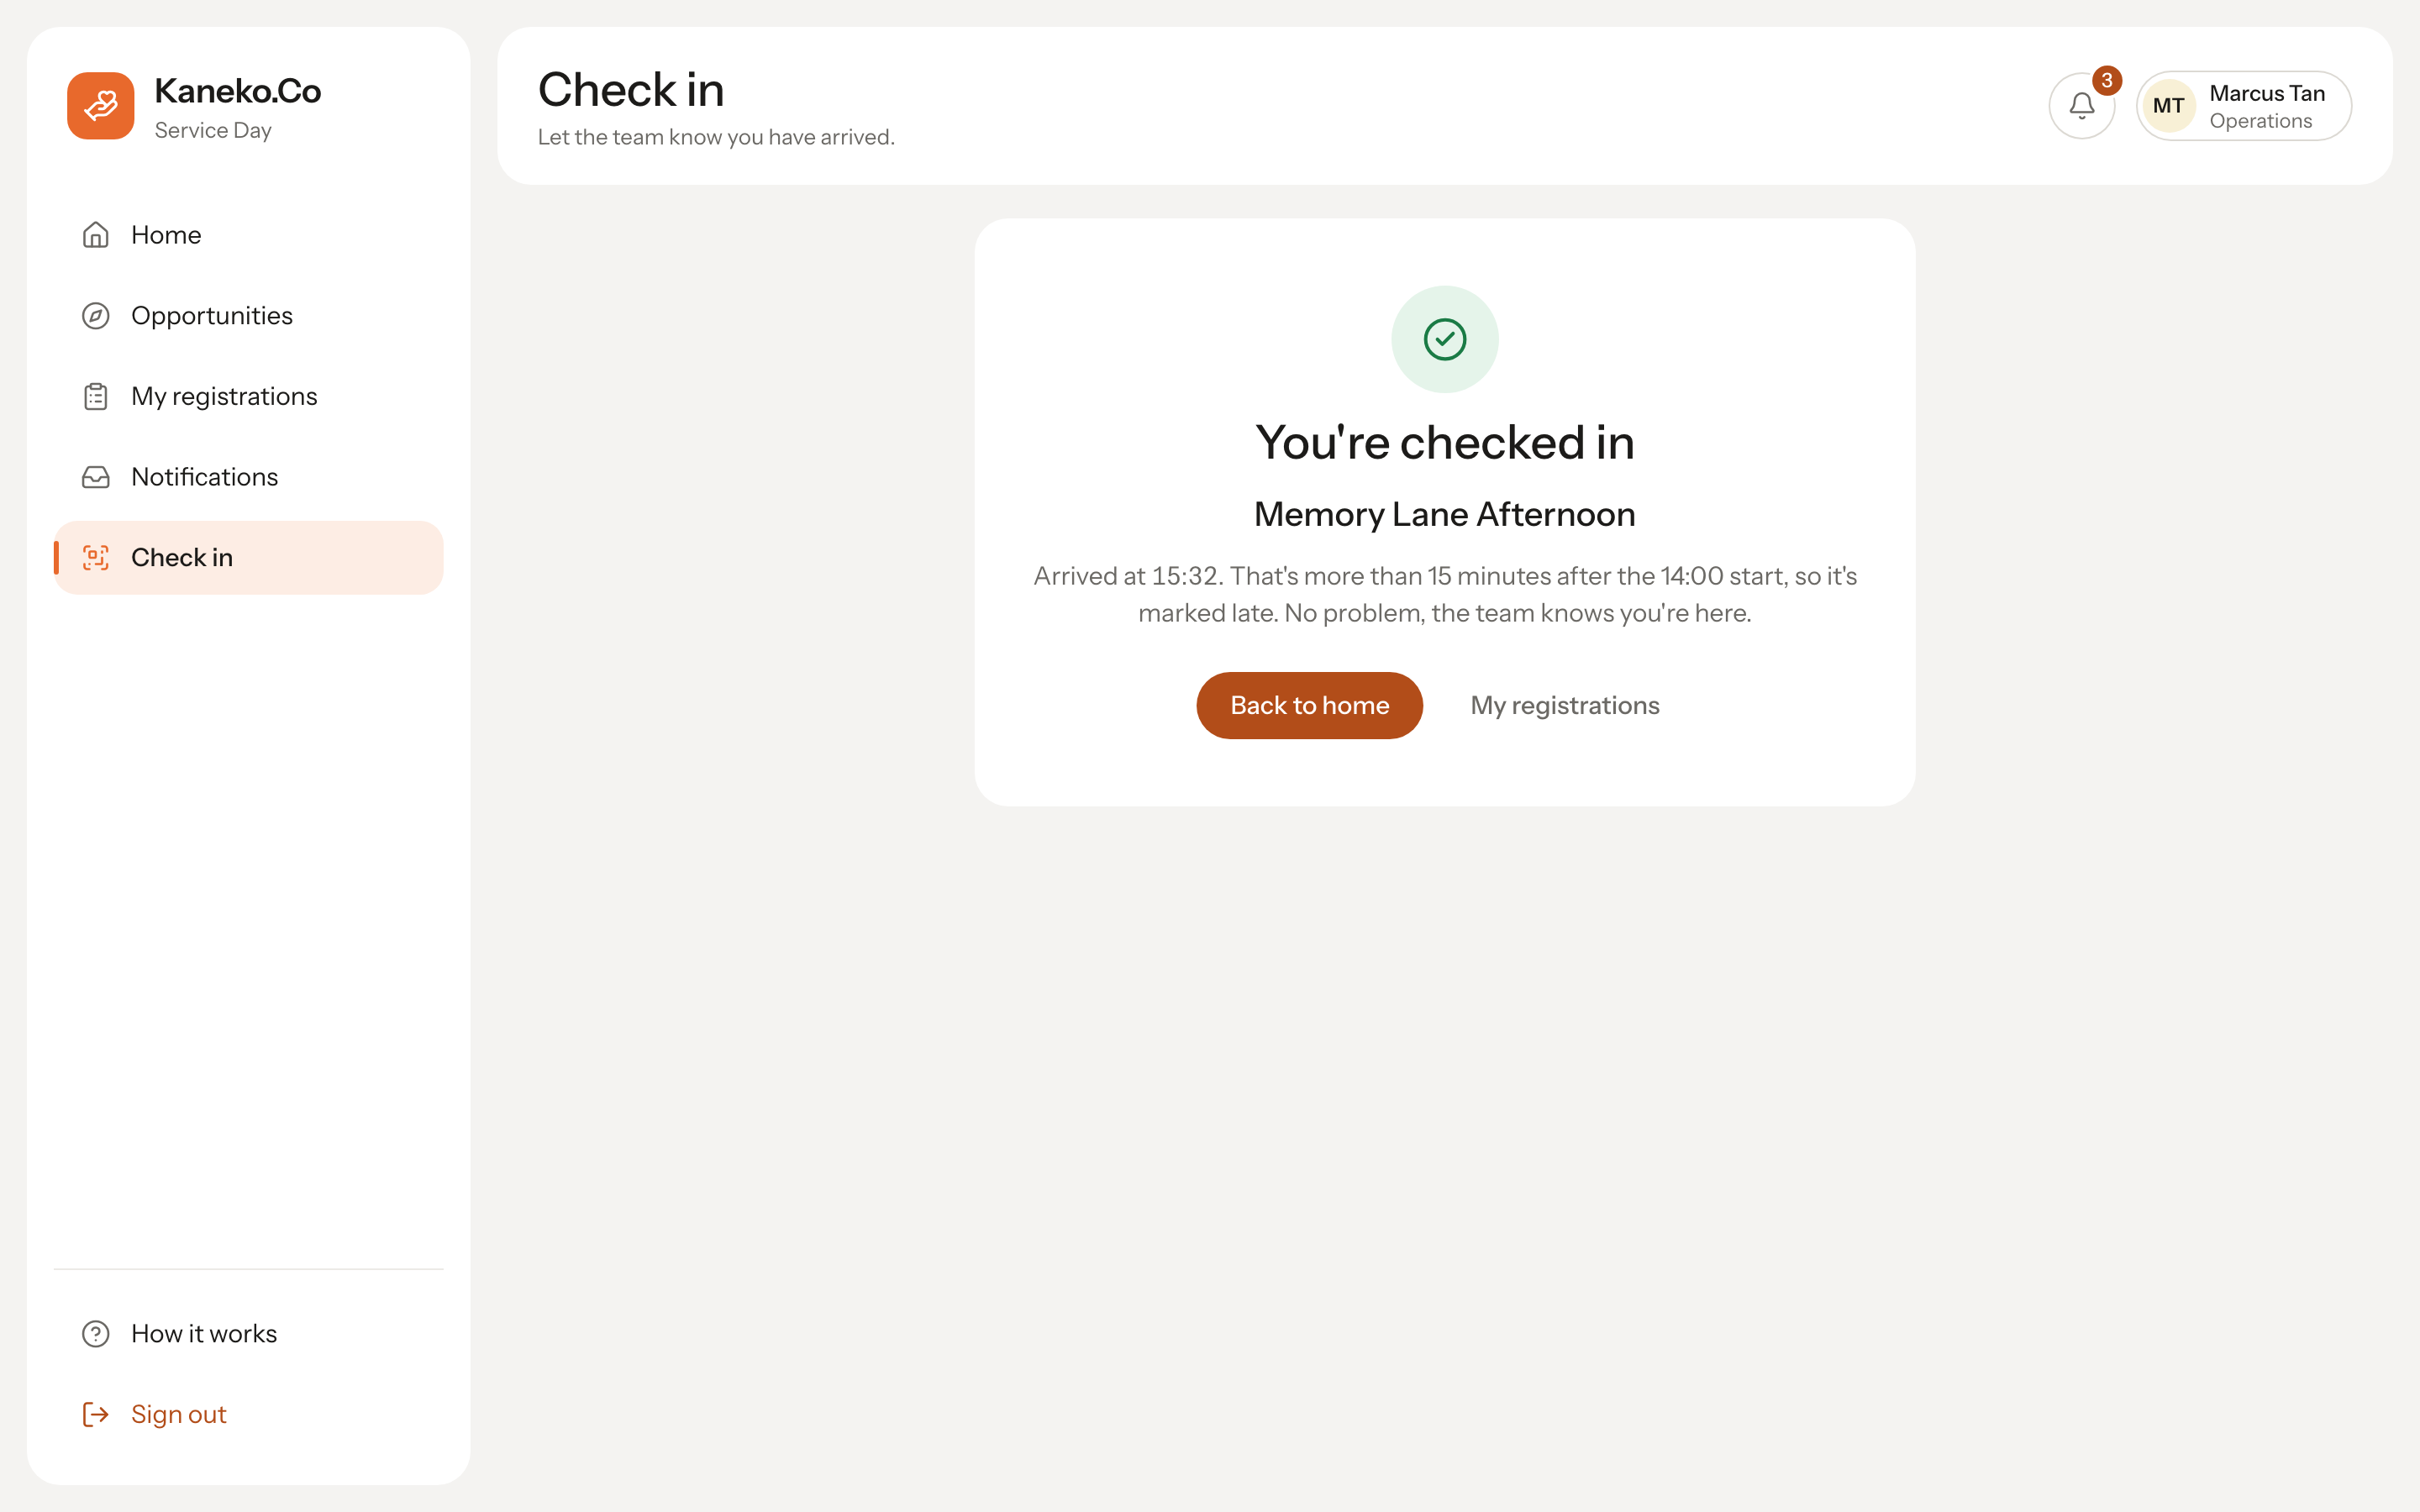 Kaneko.Co
Service Day
Home
Opportunities
My registrations
Notifications
Check in
How it works
Sign out
Check in
Let the team know you have arrived.
3
MT
Marcus Tan
Operations
You're checked in
Memory Lane Afternoon
Arrived at 15:32. That's more than 15 minutes after the 14:00 start, so it's
marked late. No problem, the team knows you're here.
Back to home
My registrations